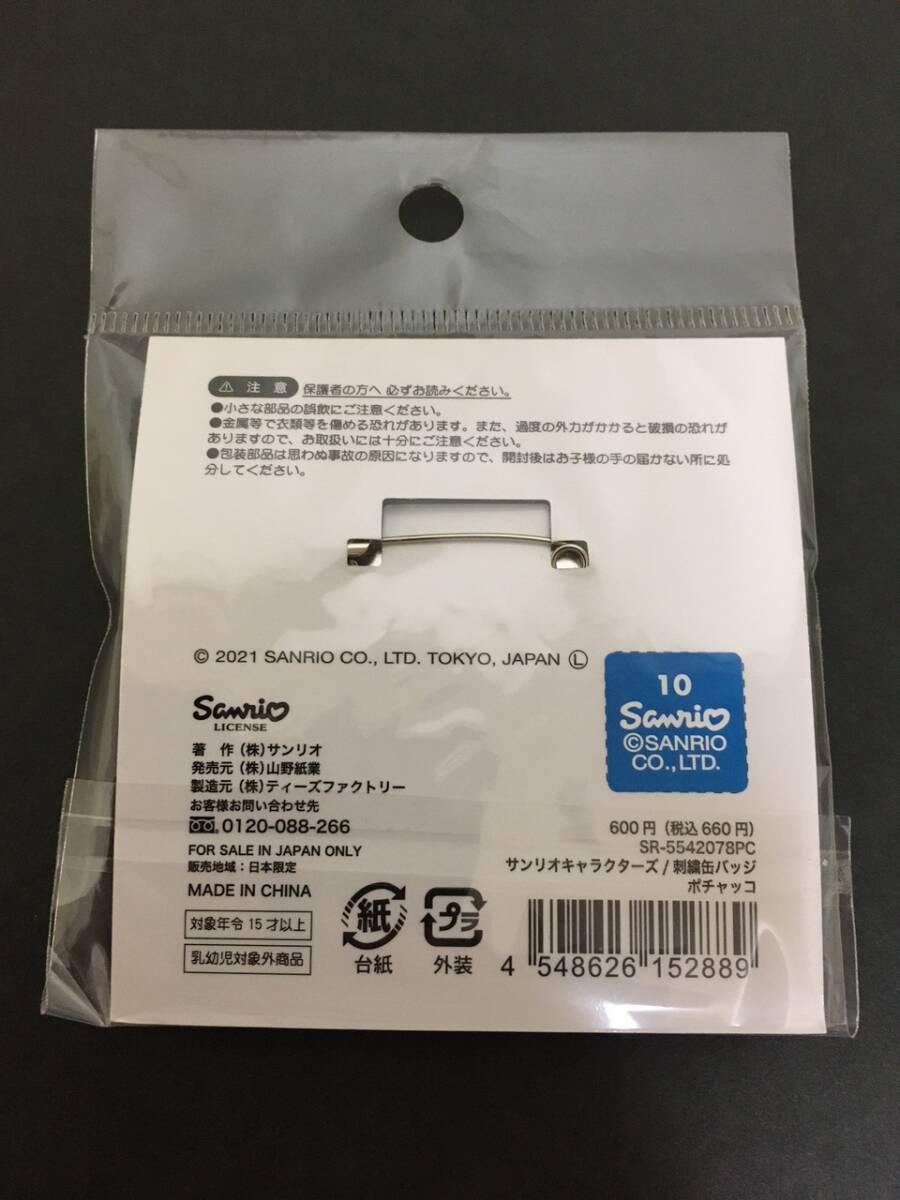 ⚠ 注 意 保護者の方へ 必ずお読みください。
●小さな部品の誤飲にご注意ください。
●金属等で衣類等を傷める恐れがあります。また、過度の外力がかかると破損の恐れが
ありますので、お取扱いには十分にご注意ください。
●包装部品は思わぬ事故の原因になりますので、開封後はお子様の手の届かない所に処
分してください。
© 2021 SANRIO CO., LTD. TOKYO, JAPAN Ⓛ
Sanrio
LICENSE
著 作 (株)サンリオ
発売元 (株)山野紙業
製造元 (株)ティーズファクトリー
お客様お問い合わせ先
0120-088-266
FOR SALE IN JAPAN ONLY
販売地域：日本限定
MADE IN CHINA
対象年令 15才以上
乳幼児対象外商品
紙
台紙
プラ
外装
10
Sanrio
©SANRIO
CO., LTD.
600円 (税込 660円)
SR-5542078PC
サンリオキャラクターズ / 刺繍缶バッジ
ポチャッコ
4 548626 152889